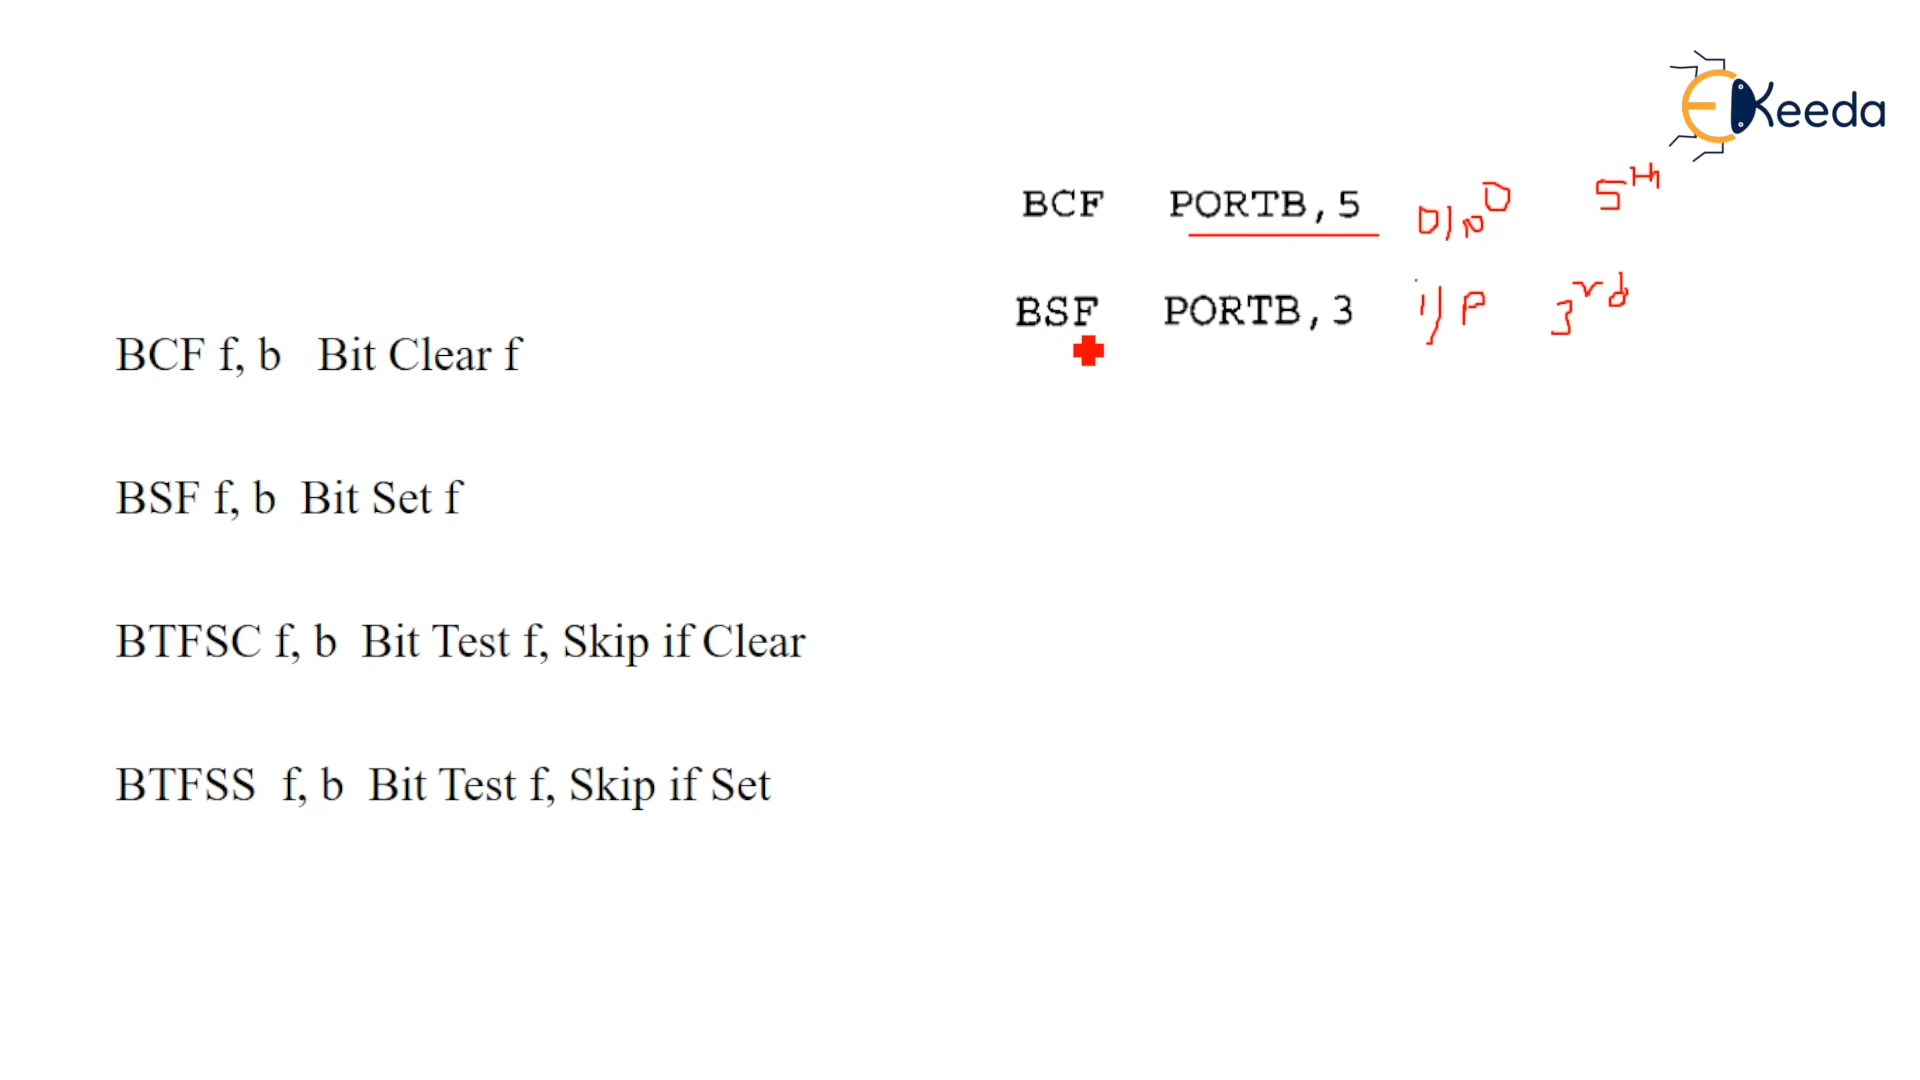 EKeeda
BCF PORTB,5 5th
BSF PORTB,3 i/p 3rd
BCF f, b Bit Clear f
BSF f, b Bit Set f
BTFSC f, b Bit Test f, Skip if Clear
BTFSS f, b Bit Test f, Skip if Set